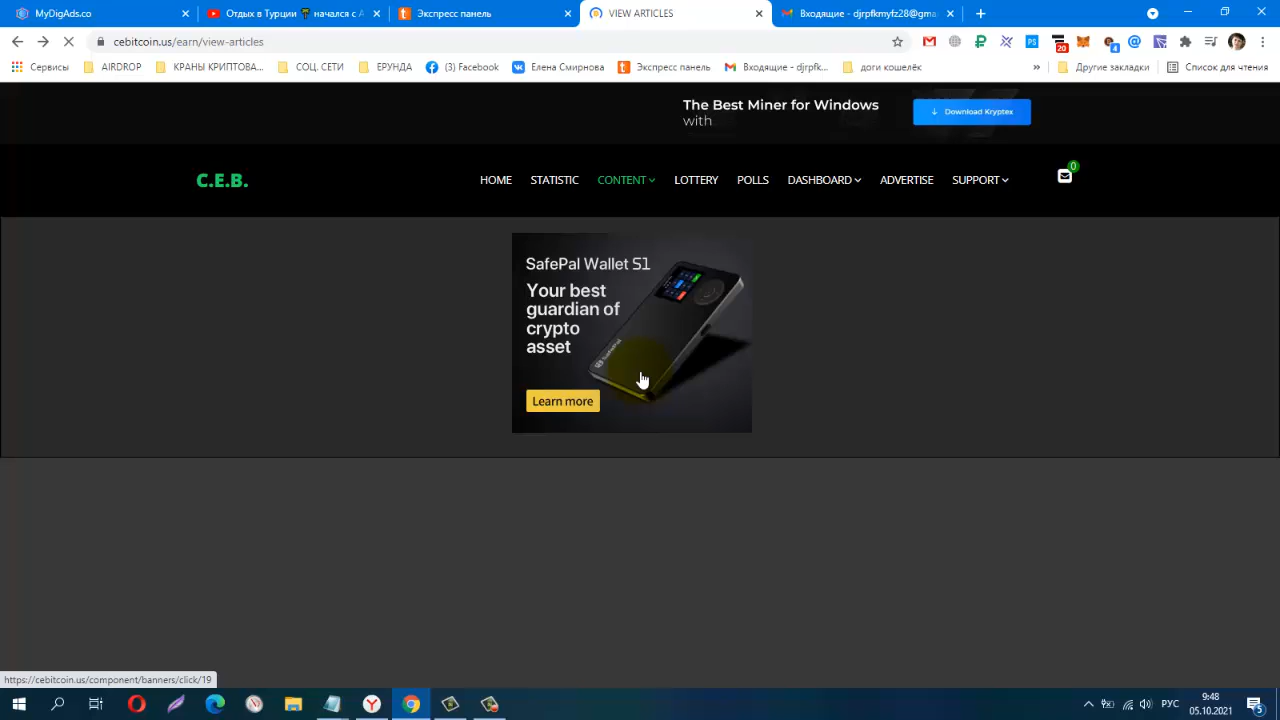 MyDigAds.co
Отдых в Турции начался с А
Экспресс панель
VIEW ARTICLES
Входящие - djrpfkmyfz28@gma
cebitcoin.us/earn/view-articles
20
4
Сервисы
AIRDROP
КРАНЫ КРИПТОВА...
СОЦ. СЕТИ
ЕРУНДА
(3) Facebook
Елена Смирнова
Экспресс панель
Входящие - djrpfk...
доги кошелёк
»
Другие закладки
Список для чтения
The Best Miner for Windows
with
Download Kryptex
C.E.B.
HOME
STATISTIC
CONTENT
LOTTERY
POLLS
DASHBOARD
ADVERTISE
SUPPORT
0
SafePal Wallet S1
Your best
guardian of
crypto
asset
SafePal
Learn more
https://cebitcoin.us/component/banners/click/19
РУС
9:48
05.10.2021
5